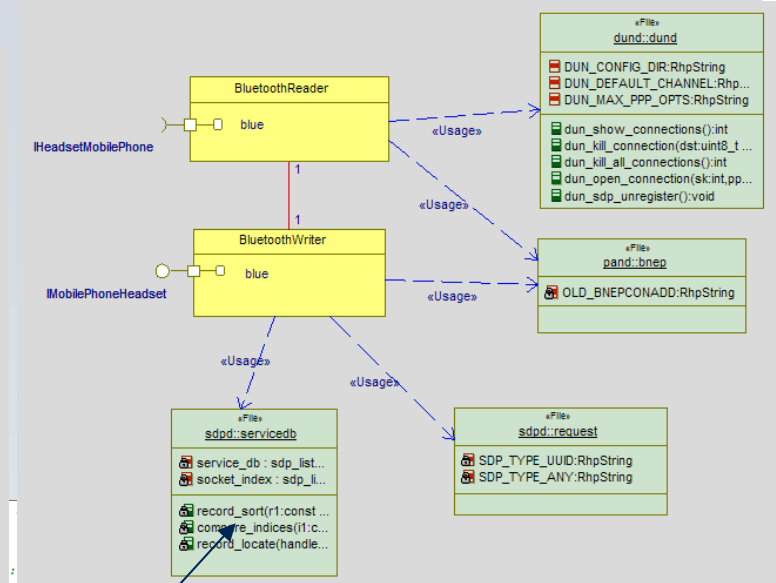 «File»
dund::dund
DUN_CONFIG_DIR:RhpString
DUN_DEFAULT_CHANNEL:Rhp...
DUN_MAX_PPP_OPTS:RhpString
dun_show_connections():int
dun_kill_connection(dst:uint8_t ...
dun_kill_all_connections():int
dun_open_connection(sk:int,pp...
dun_sdp_unregister():void
BluetoothReader
blue
IHeadsetMobilePhone
«Usage»
1
«Usage»
1
BluetoothWriter
blue
IMobilePhoneHeadset
«Usage»
«File»
pand::bnep
OLD_BNEPCONADD:RhpString
«Usage»
«Usage»
«File»
sdpd::servicedb
service_db : sdp_list...
socket_index : sdp_li...
record_sort(r1:const ...
compare_indices(i1:c...
record_locate(handle...
«File»
sdpd::request
SDP_TYPE_UUID:RhpString
SDP_TYPE_ANY:RhpString